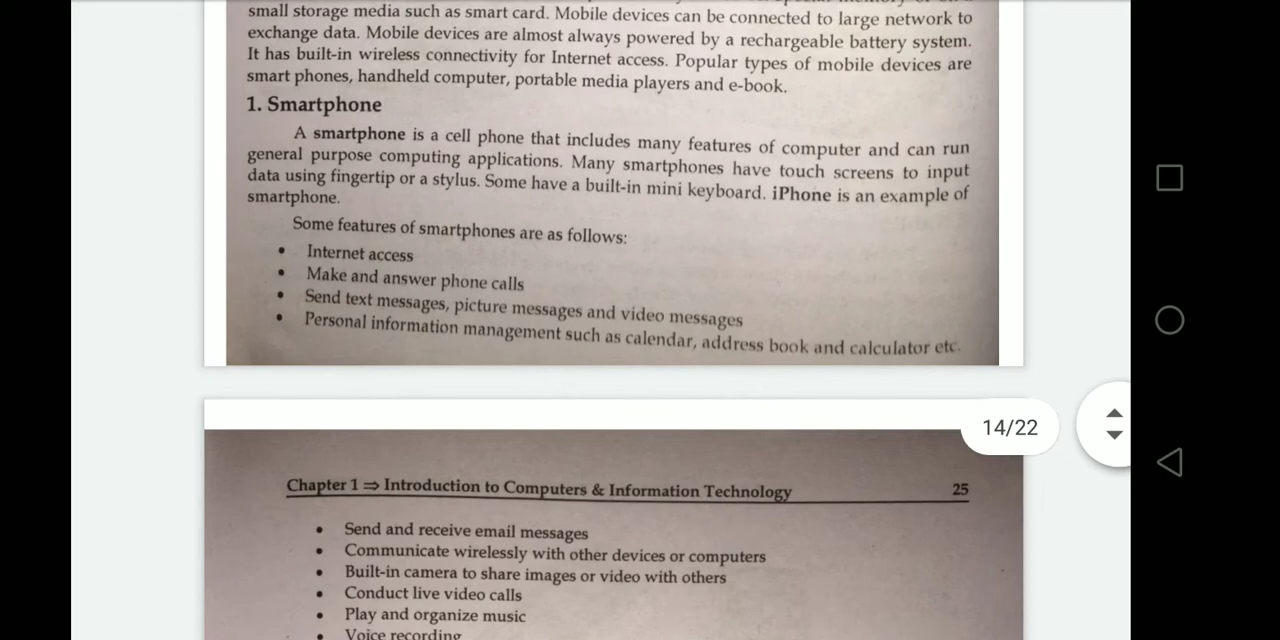 small storage media such as smart card. Mobile devices can be connected to large network to
exchange data. Mobile devices are almost always powered by a rechargeable battery system.
It has built-in wireless connectivity for Internet access. Popular types of mobile devices are
smart phones, handheld computer, portable media players and e-book.
1. Smartphone
A smartphone is a cell phone that includes many features of computer and can run
general purpose computing applications. Many smartphones have touch screens to input
data using fingertip or a stylus. Some have a built-in mini keyboard. iPhone is an example of
smartphone.
Some features of smartphones are as follows:
• Internet access
• Make and answer phone calls
• Send text messages, picture messages and video messages
• Personal information management such as calendar, address book and calculator etc.
14/22
Chapter 1 ⇒ Introduction to Computers & Information Technology 25
• Send and receive email messages
• Communicate wirelessly with other devices or computers
• Built-in camera to share images or video with others
• Conduct live video calls
• Play and organize music
• Voice recording